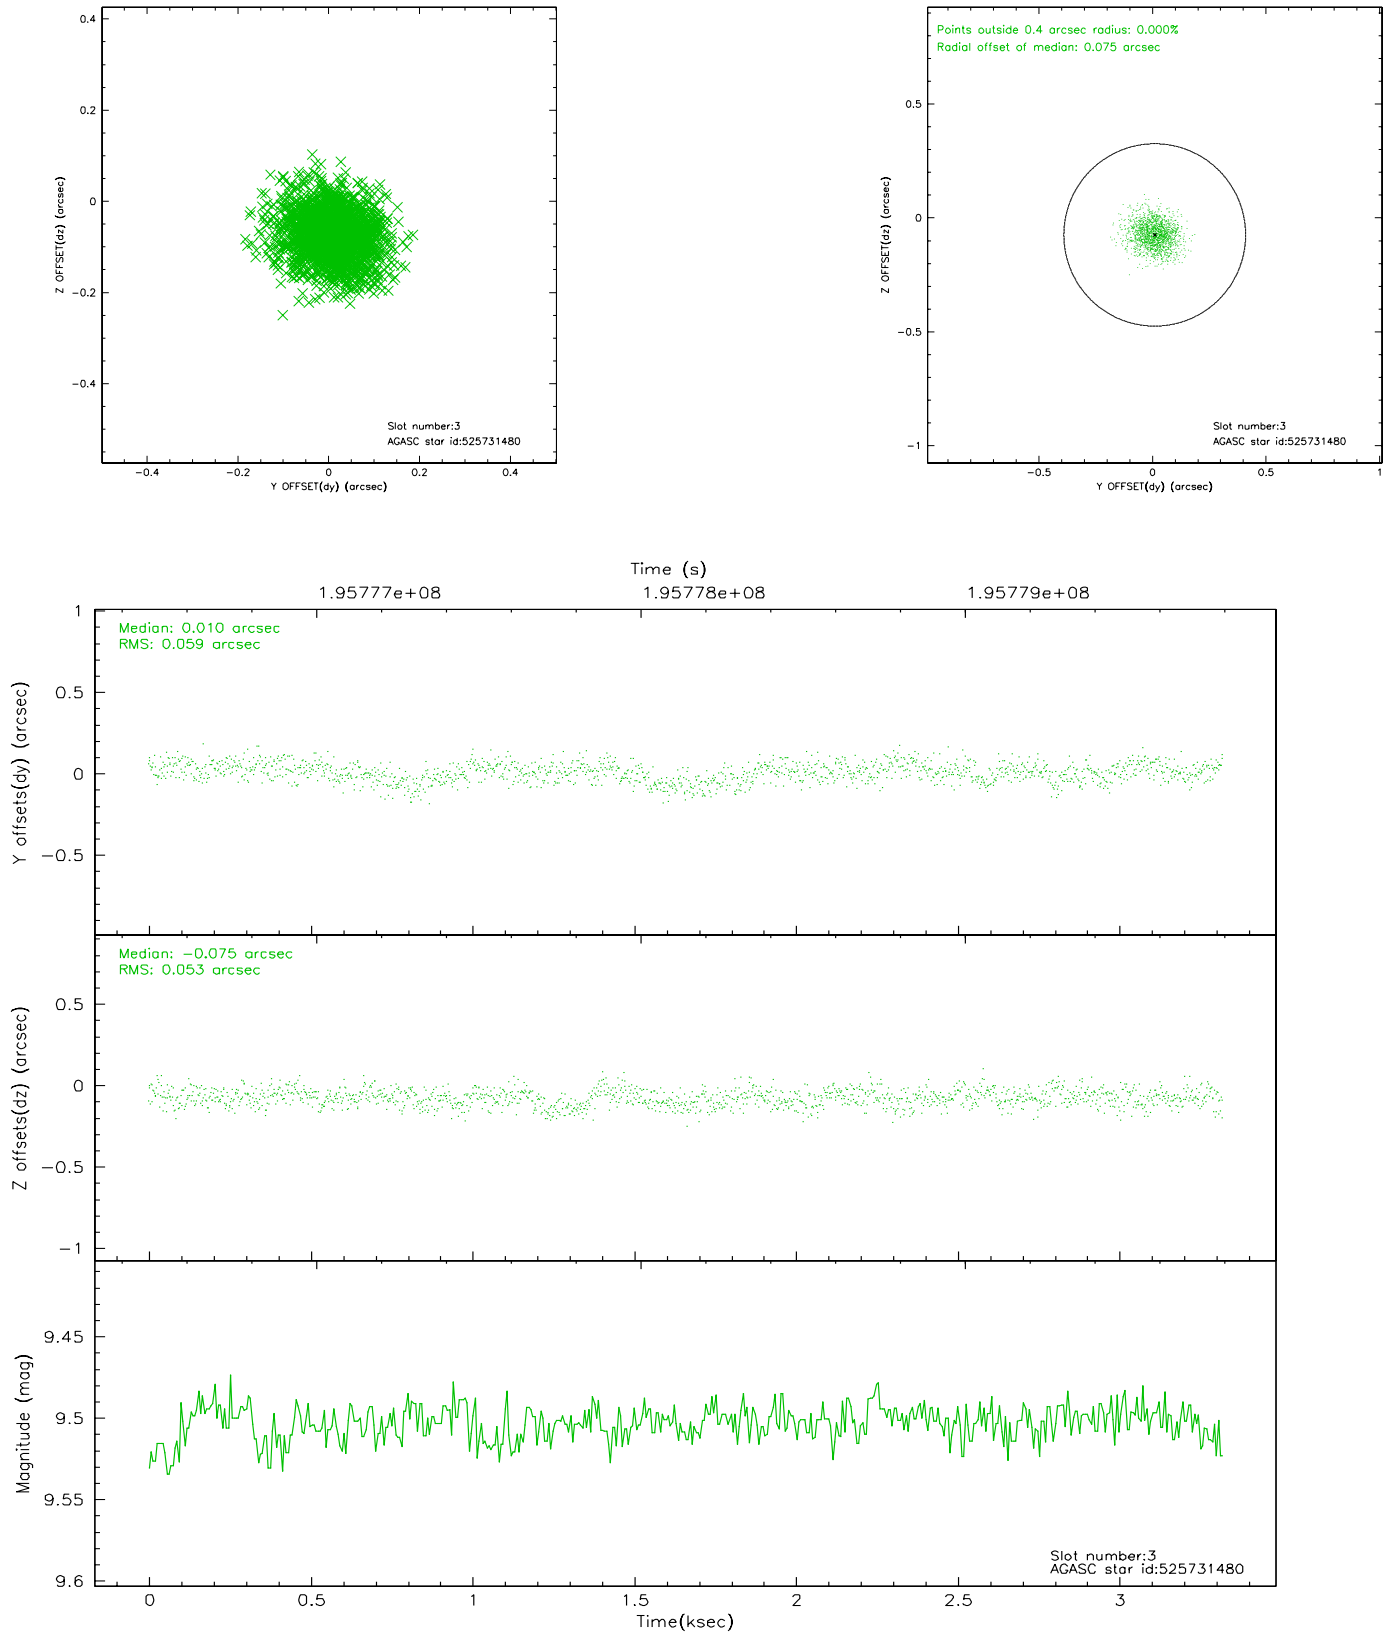 0.4
0.2
0
−0.2
−0.4
Z OFFSET(dz) (arcsec)
Slot number:3
AGASC star id:525731480
−0.4 −0.2 0 0.2 0.4
Y OFFSET(dy) (arcsec)
Points outside 0.4 arcsec radius: 0.000%
Radial offset of median: 0.075 arcsec
0.5
0
−0.5
−1
Z OFFSET(dz) (arcsec)
Slot number:3
AGASC star id:525731480
−0.5 0 0.5 1
Y OFFSET(dy) (arcsec)
Time (s)
1.95777e+08 1.95778e+08 1.95779e+08
Median: 0.010 arcsec
RMS: 0.059 arcsec
1
0.5
0
−0.5
Y offsets(dy) (arcsec)
Median: −0.075 arcsec
RMS: 0.053 arcsec
0.5
0
−0.5
−1
Z offsets(dz) (arcsec)
9.45
9.5
9.55
9.6
Magnitude (mag)
Slot number:3
AGASC star id:525731480
0 0.5 1 1.5 2 2.5 3
Time(ksec)